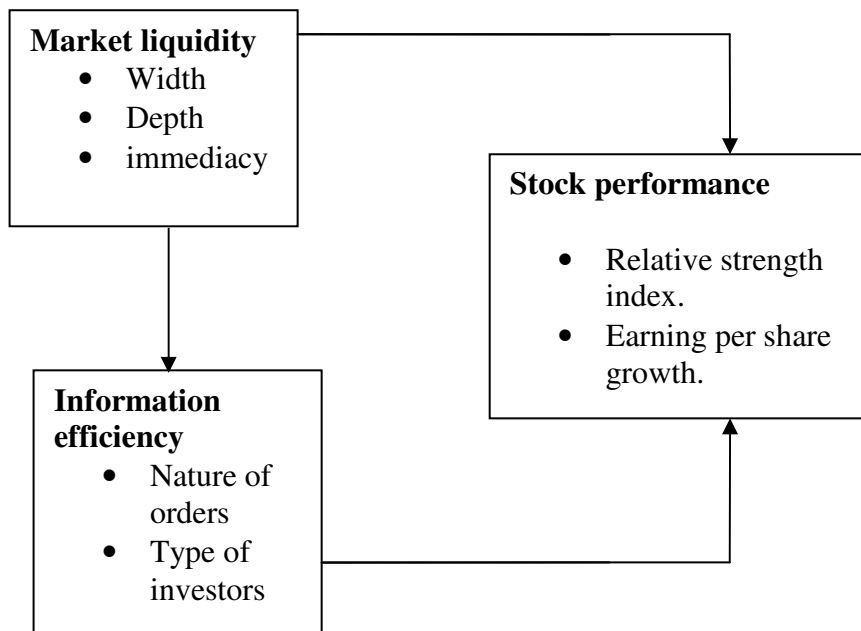 Market liquidity
• Width
• Depth
• immediacy
Stock performance
• Relative strength
index.
• Earning per share
growth.
Information
efficiency
• Nature of
orders
• Type of
investors